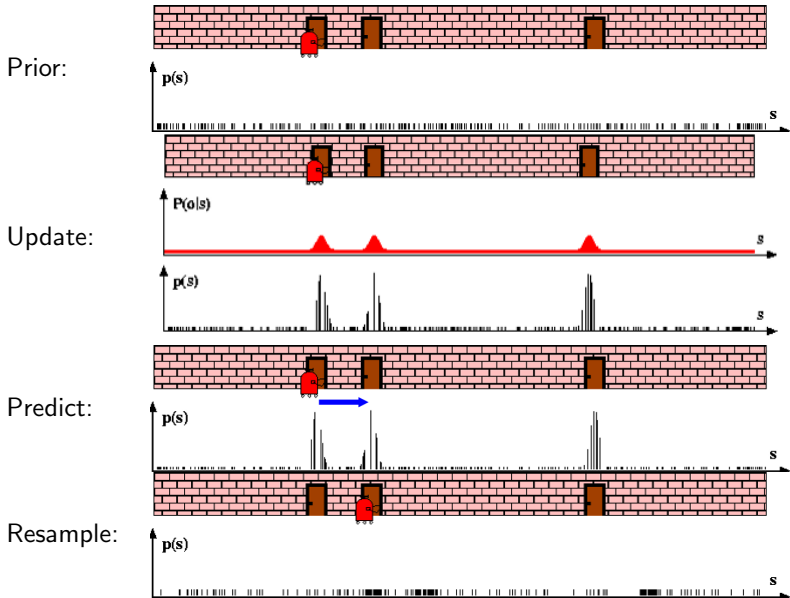 Prior:
p(s)
s
Update:
P(o|s)
s
p(s)
s
Predict:
p(s)
s
Resample:
p(s)
s